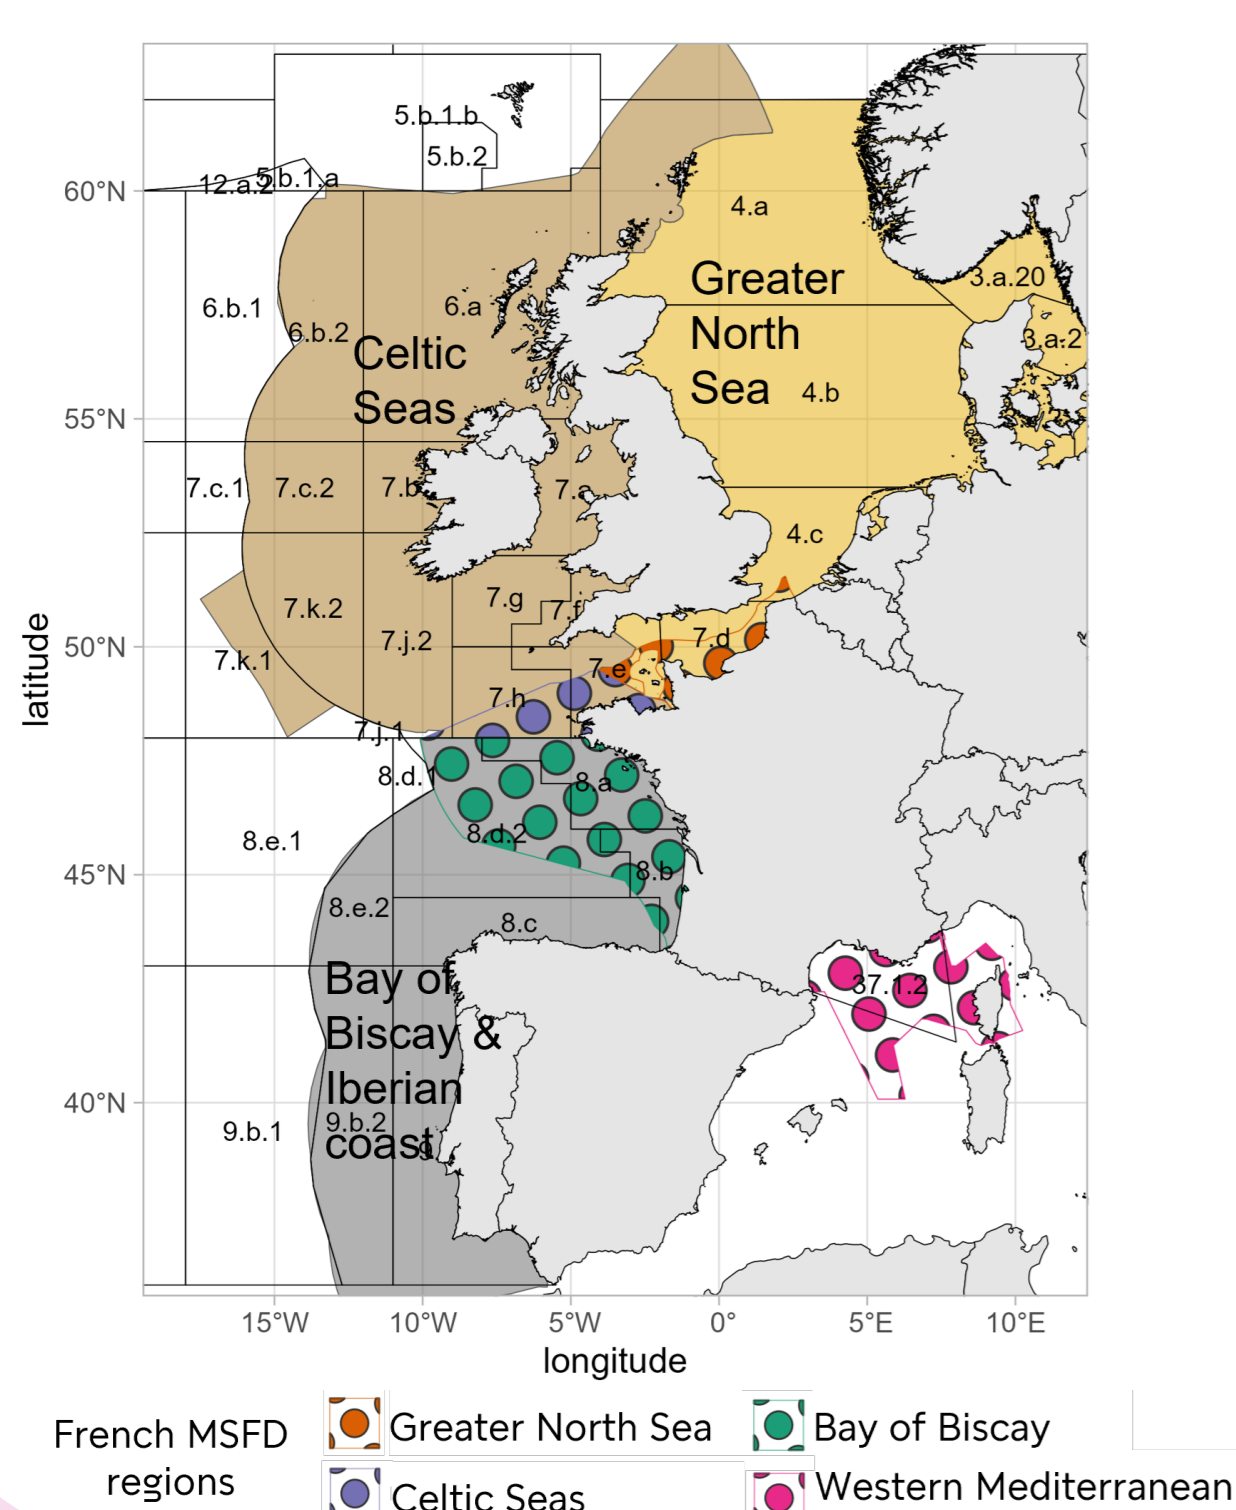 5.b.1.b
5.b.2
12.a.2
5.b.1.a
60°N
4.a
Greater
North
Sea
3.a.20
6.b.1
6.b.2
6.a
3.a.2
Celtic
Seas
4.b
55°N
7.c.1
7.c.2
7.b
7.a
4.c
7.k.2
7.g
7.f
7.j.2
7.d
50°N
7.k.1
7.e
7.h
7.j.1
8.d.1
8.a
8.e.1
8.d.2
8.b
45°N
8.e.2
8.c
Bay of
Biscay &
Iberian
coast
37.1.2
40°N
9.b.1
9.b.2
9.
latitude
15°W
10°W
5°W
0°
5°E
10°E
longitude
French MSFD
regions
Greater North Sea
Bay of Biscay
Celtic Seas
Western Mediterranean